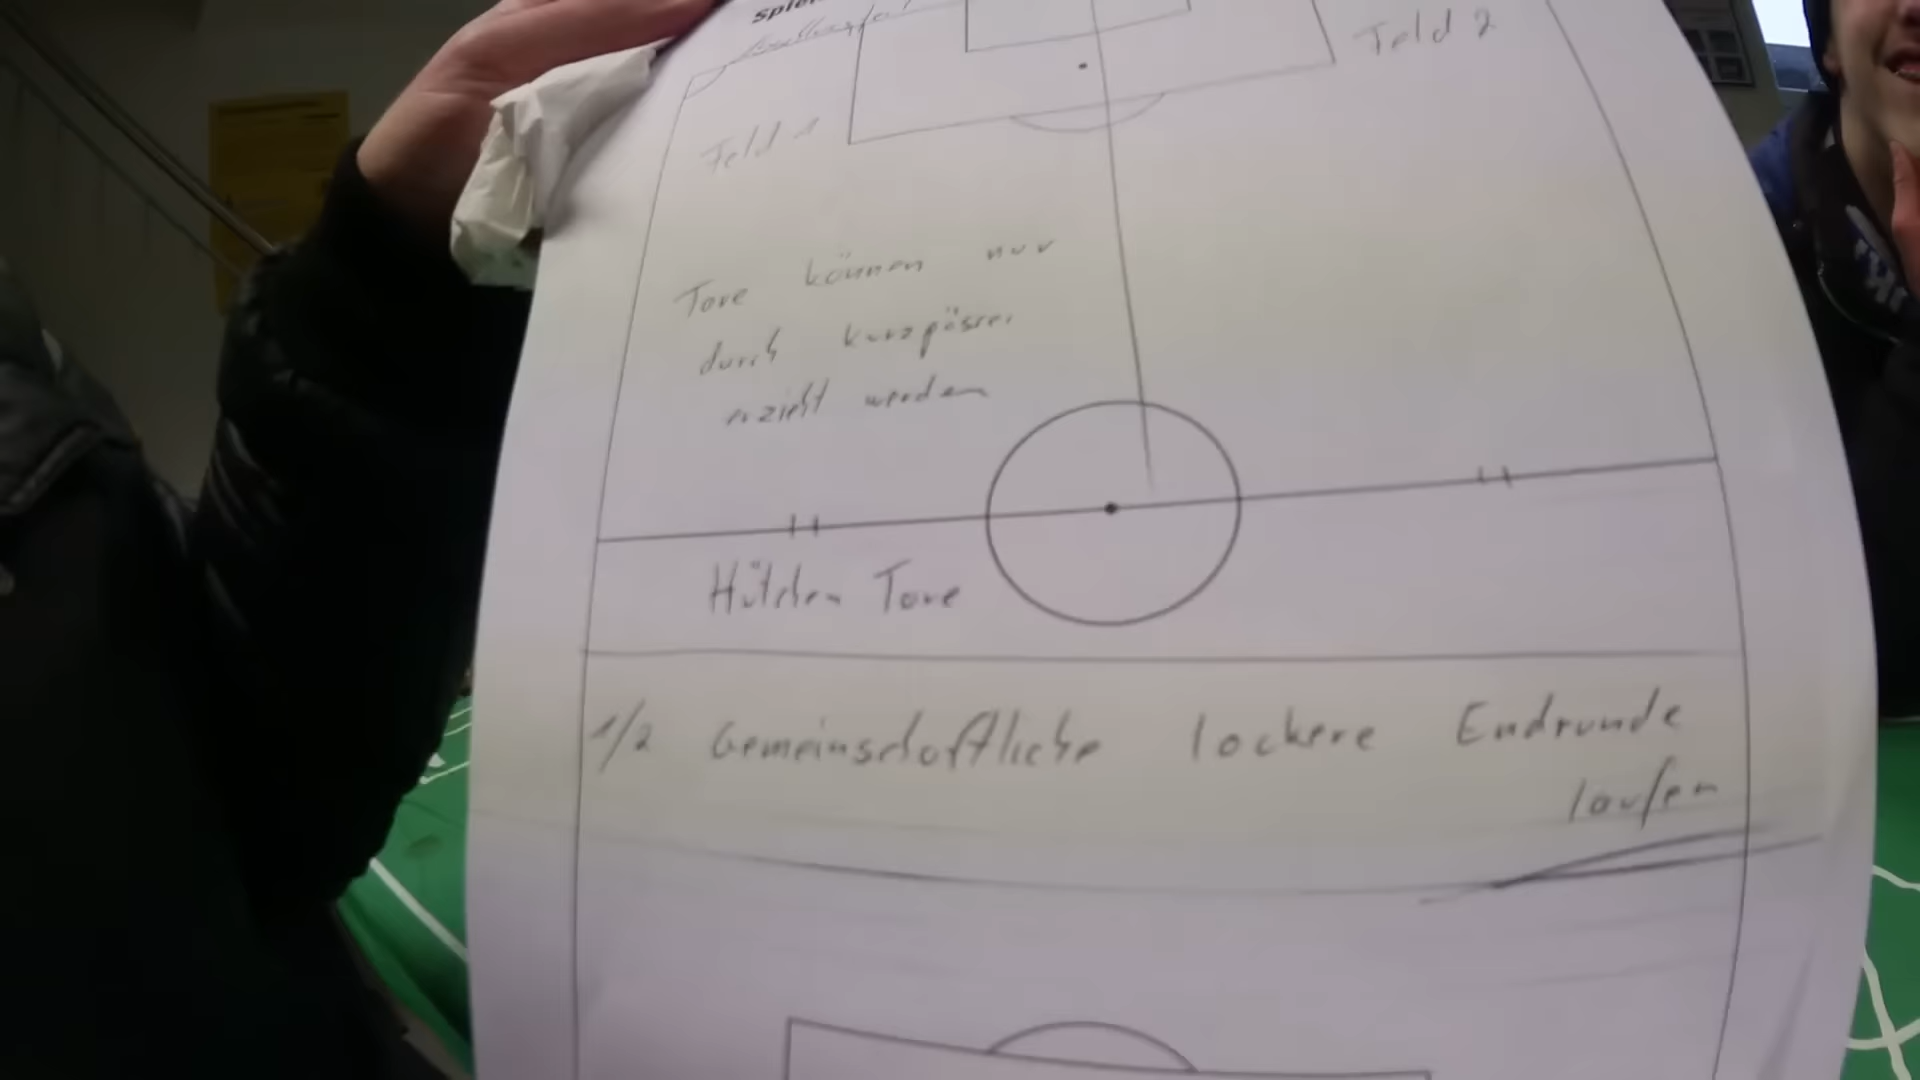 Feld 2
Feld 1
Tore können nur
durch kurzpässe
erzielt werden
Hütchen Tore
1/2 Gemeinschaftliche lockere Endrunde
laufen